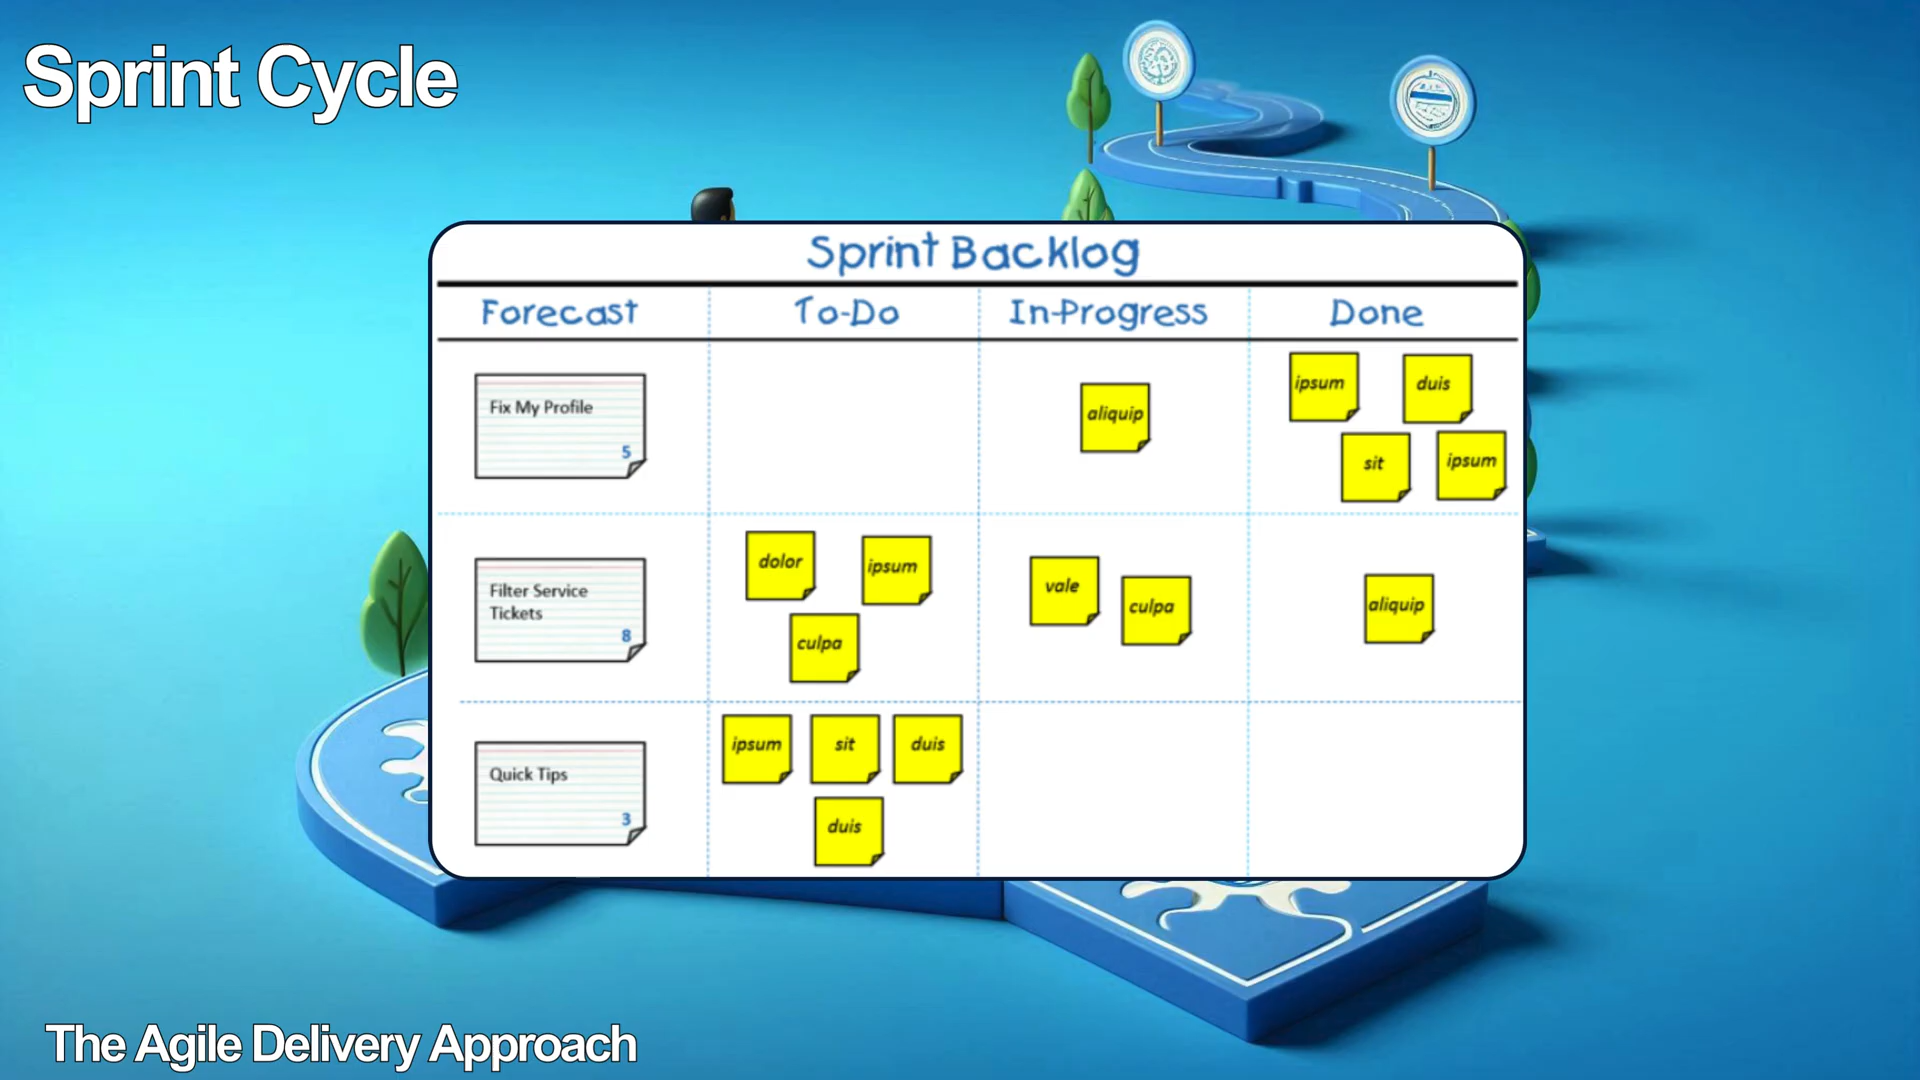 Sprint Cycle
Sprint Backlog
Forecast To-Do In-Progress Done
Fix My Profile
5
aliquip
ipsum duis
sit ipsum
Filter Service
Tickets
8
dolor ipsum
culpa
vale culpa
aliquip
Quick Tips
3
ipsum sit duis
duis
The Agile Delivery Approach